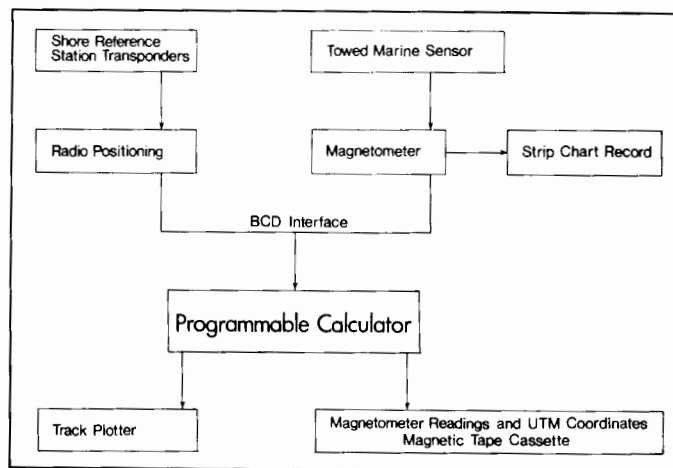 Shore Reference
Station Transponders
Towed Marine Sensor
Radio Positioning
Magnetometer
Strip Chart Record
BCD Interface
Programmable Calculator
Track Plotter
Magnetometer Readings and UTM Coordinates
Magnetic Tape Cassette